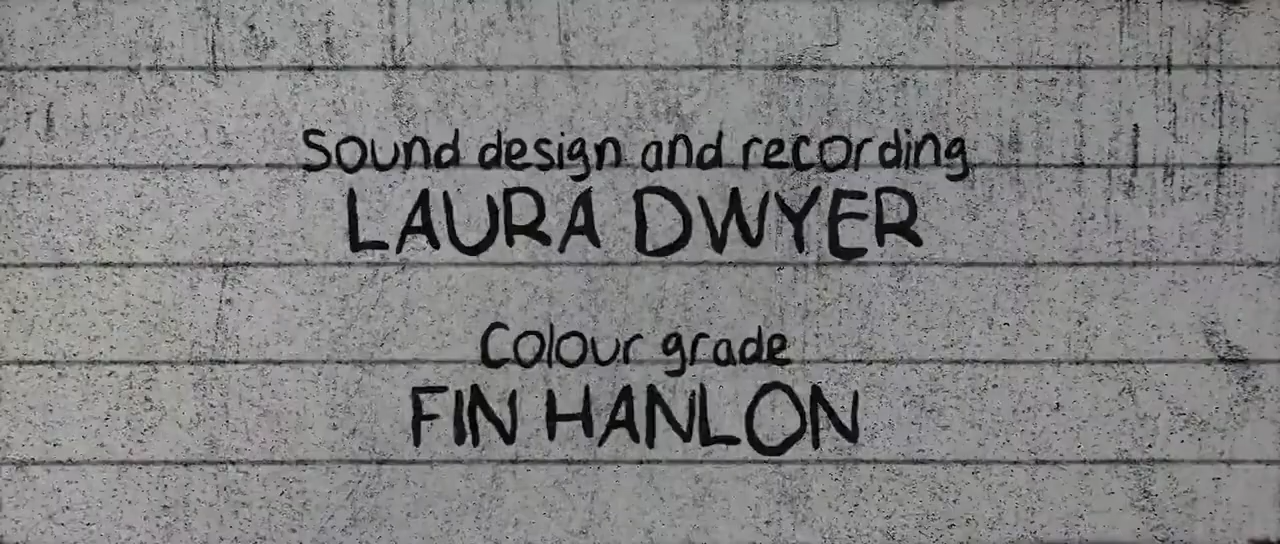 Sound design and recording
LAURA DWYER
Colour grade
FIN HANLON